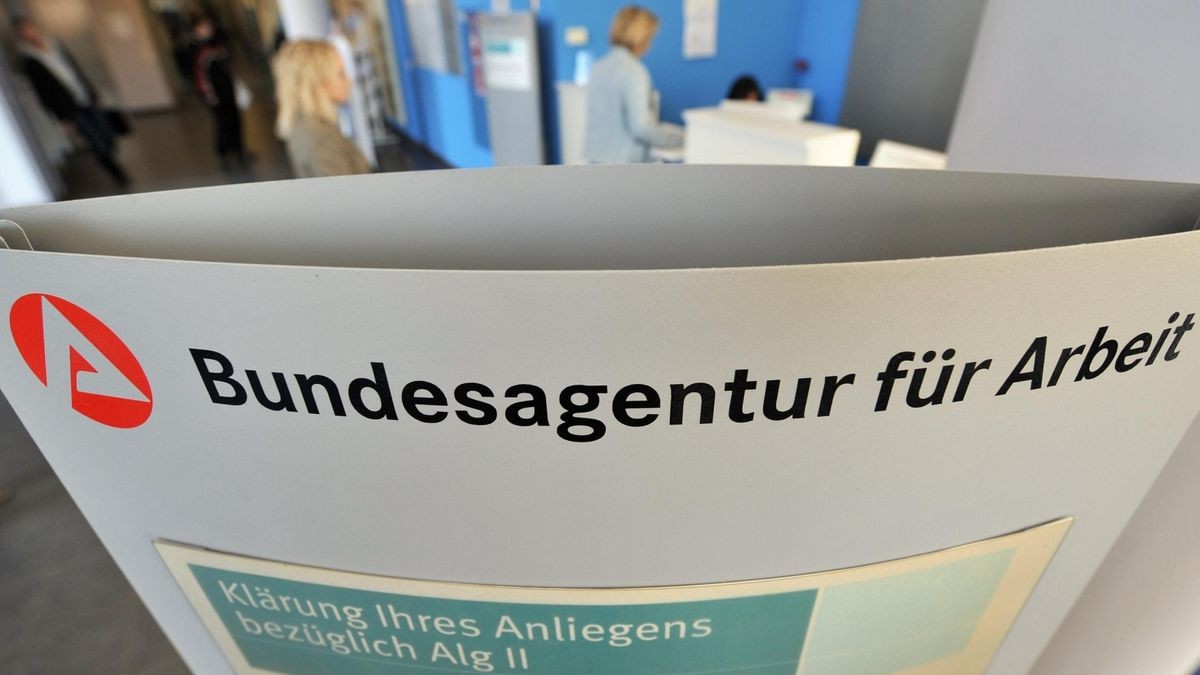 Bundesagentur für Arbeit
Klärung Ihres Anliegens
bezüglich Alg II